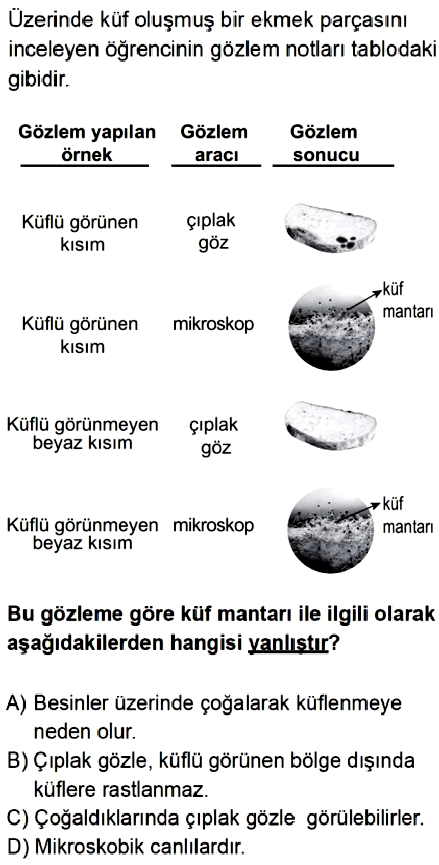 Üzerinde küf oluşmuş bir ekmek parçasını
inceleyen öğrencinin gözlem notları tablodaki
gibidir.
Gözlem yapılan örnek
Gözlem aracı
Gözlem sonucu
Küflü görünen kısım
çıplak göz
Küflü görünen kısım
mikroskop
küf mantarı
Küflü görünmeyen beyaz kısım
çıplak göz
Küflü görünmeyen beyaz kısım
mikroskop
küf mantarı
Bu gözleme göre küf mantarı ile ilgili olarak
aşağıdakilerden hangisi yanlıştır?
A) Besinler üzerinde çoğalarak küflenmeye
neden olur.
B) Çıplak gözle, küflü görünen bölge dışında
küflere rastlanmaz.
C) Çoğaldıklarında çıplak gözle görülebilirler.
D) Mikroskobik canlılardır.